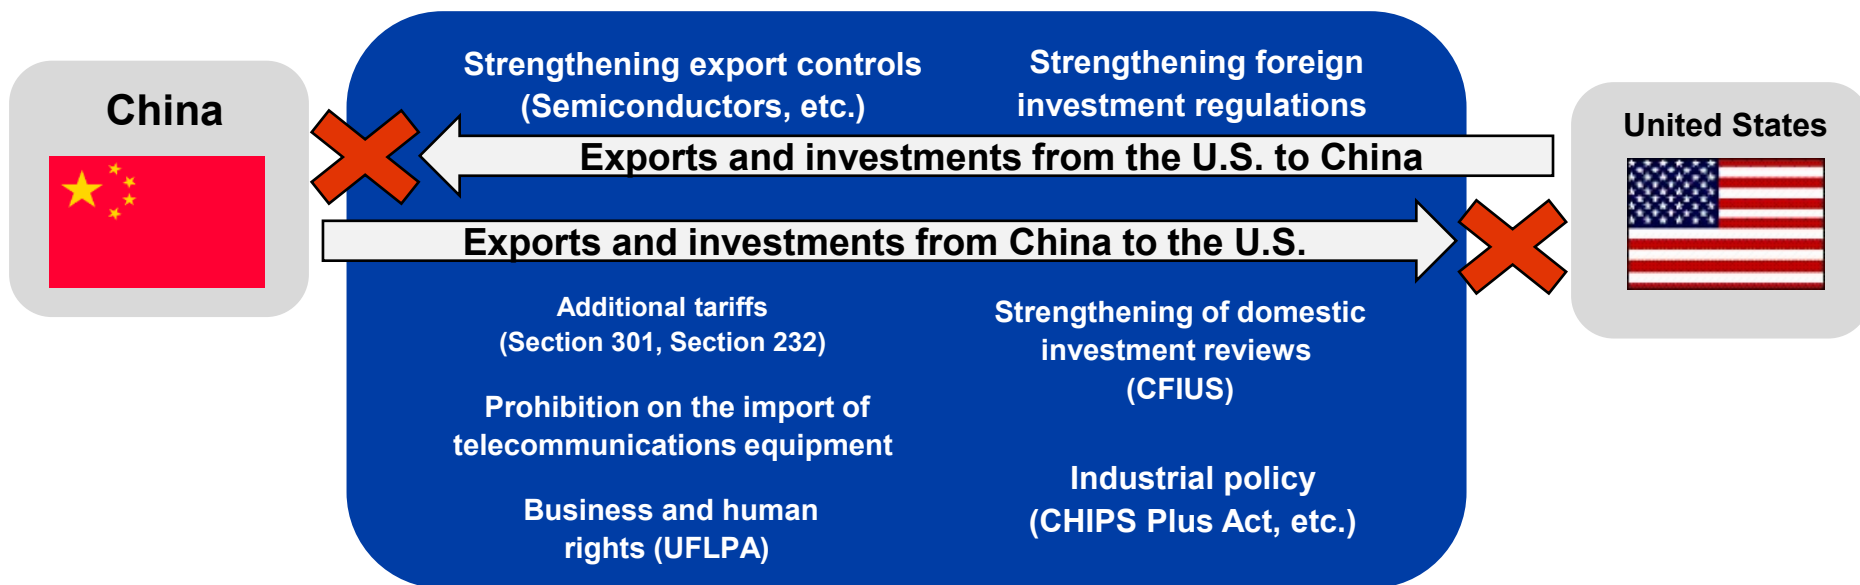 China
Strengthening export controls
(Semiconductors, etc.)
Strengthening foreign
investment regulations
United States
Exports and investments from the U.S. to China
Exports and investments from China to the U.S.
Additional tariffs
(Section 301, Section 232)
Prohibition on the import of
telecommunications equipment
Business and human
rights (UFLPA)
Strengthening of domestic
investment reviews
(CFIUS)
Industrial policy
(CHIPS Plus Act, etc.)